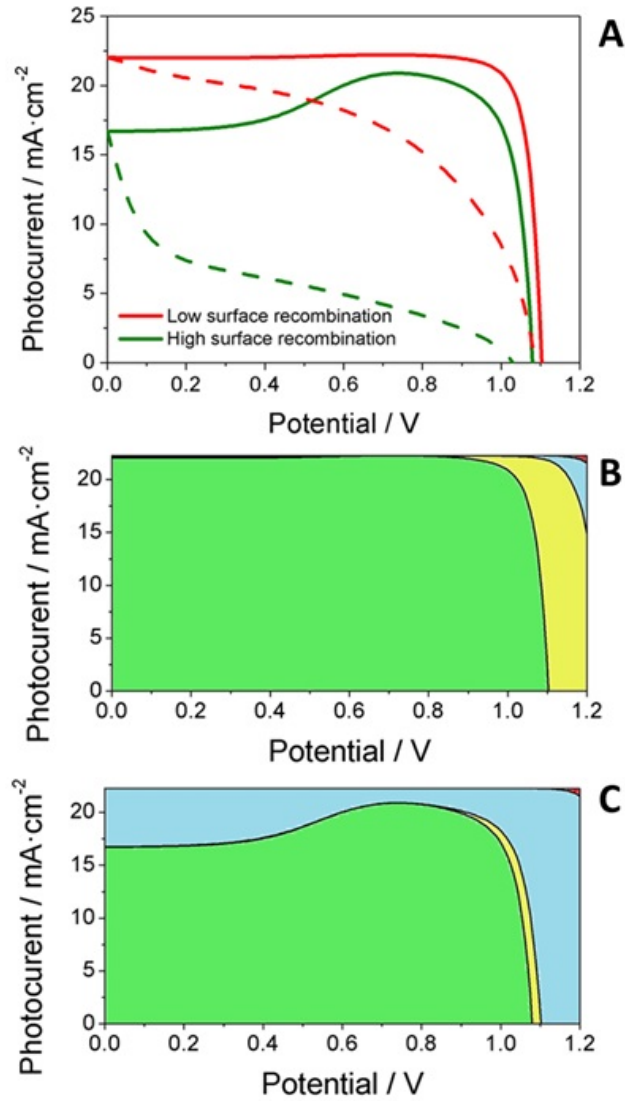 A
25
20
15
10
5
0
Photocurrent / mA·cm-2
Low surface recombination
High surface recombination
0.0 0.2 0.4 0.6 0.8 1.0 1.2
Potential / V
B
20
15
10
5
0
Photocurent / mA·cm-2
0.0 0.2 0.4 0.6 0.8 1.0 1.2
Potential / V
C
20
15
10
5
0
Photocurent / mA·cm-2
0.0 0.2 0.4 0.6 0.8 1.0 1.2
Potential / V